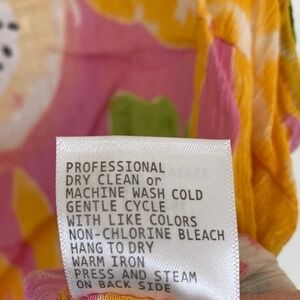 PROFESSIONAL
DRY CLEAN or
MACHINE WASH COLD
GENTLE CYCLE
WITH LIKE COLORS
NON-CHLORINE BLEACH
HANG TO DRY
WARM IRON
PRESS AND STEAM
ON BACK SIDE